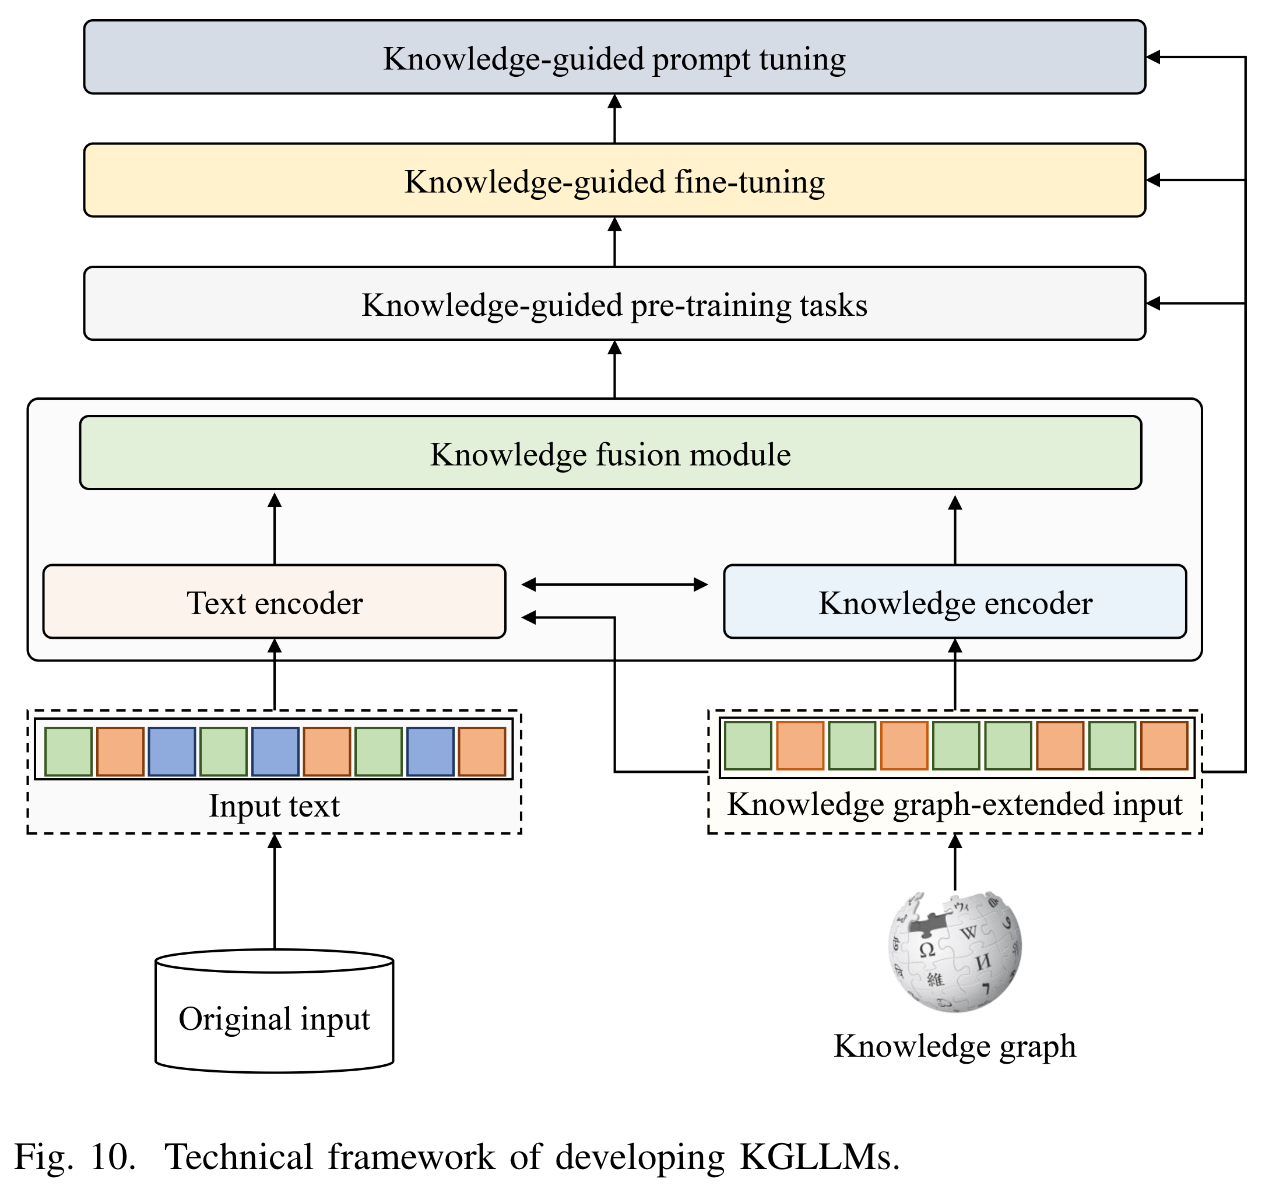 Knowledge-guided prompt tuning
Knowledge-guided fine-tuning
Knowledge-guided pre-training tasks
Knowledge fusion module
Text encoder
Knowledge encoder
Input text
Knowledge graph-extended input
Original input
Ω
W
И
維
ウィ
Knowledge graph
Fig. 10. Technical framework of developing KGLLMs.